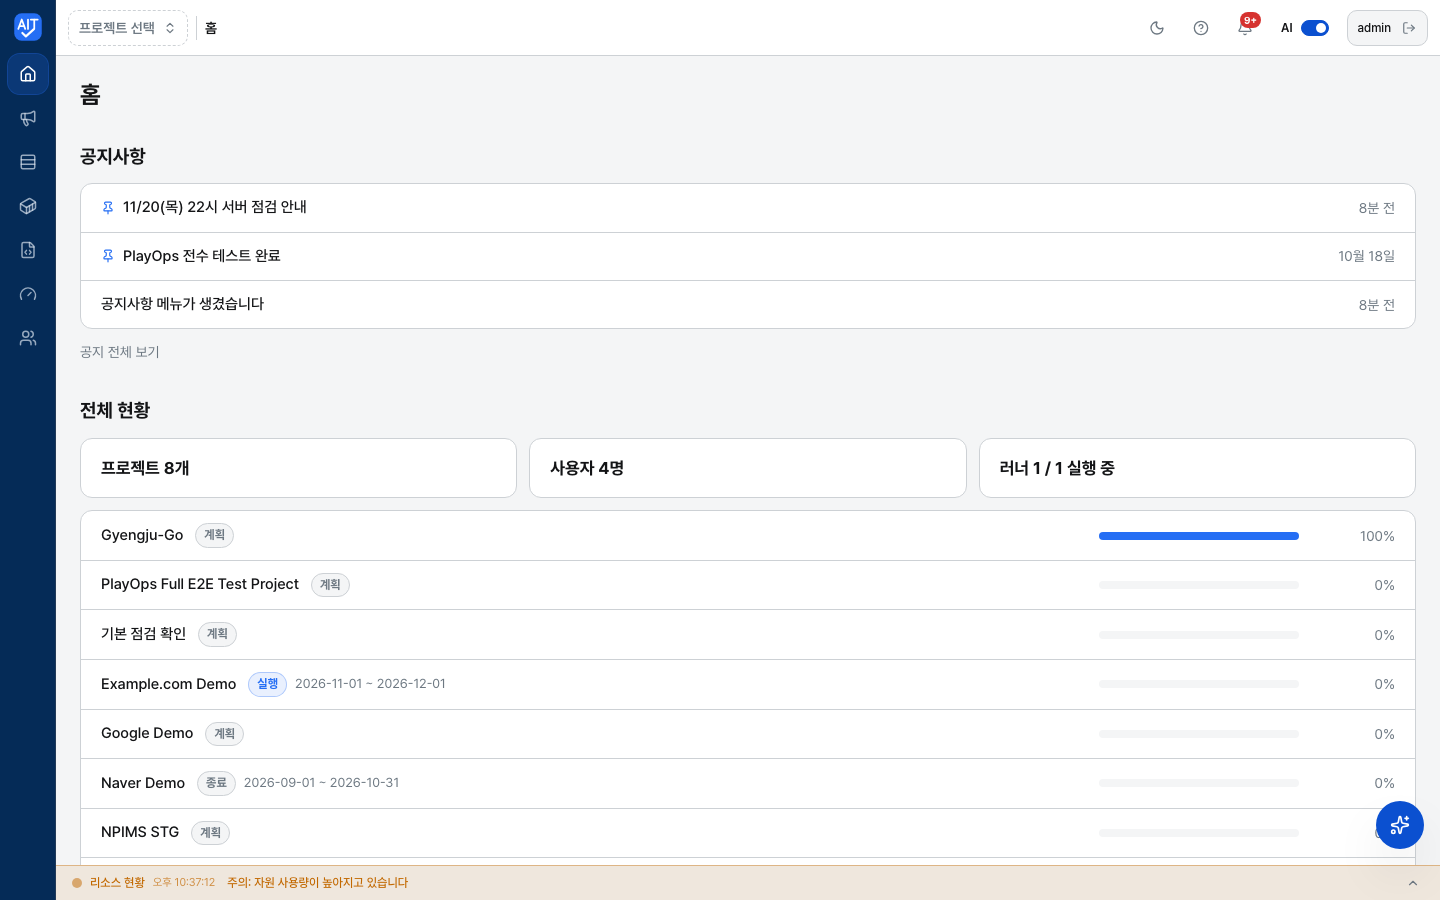 AIT
프로젝트 선택
홈
9+
AI
admin
홈
공지사항
11/20(목) 22시 서버 점검 안내
8분 전
PlayOps 전수 테스트 완료
10월 18일
공지사항 메뉴가 생겼습니다
8분 전
공지 전체 보기
전체 현황
프로젝트 8개
사용자 4명
러너 1 / 1 실행 중
Gyengju-Go 계획 100%
PlayOps Full E2E Test Project 계획 0%
기본 점검 확인 계획 0%
Example.com Demo 실행 2026-11-01 ~ 2026-12-01 0%
Google Demo 계획 0%
Naver Demo 종료 2026-09-01 ~ 2026-10-31 0%
NPIMS STG 계획
리소스 현황 오후 10:37:12 주의: 자원 사용량이 높아지고 있습니다